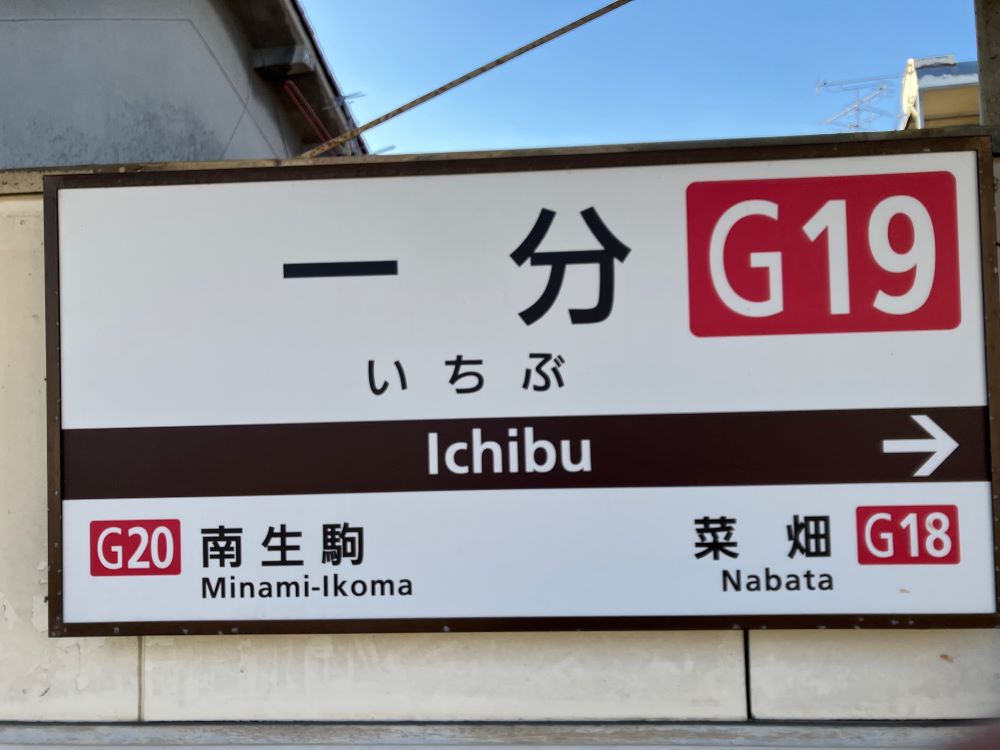 一分 G19
いちぶ
Ichibu →
G20 南生駒 菜畑 G18
Minami-Ikoma Nabata